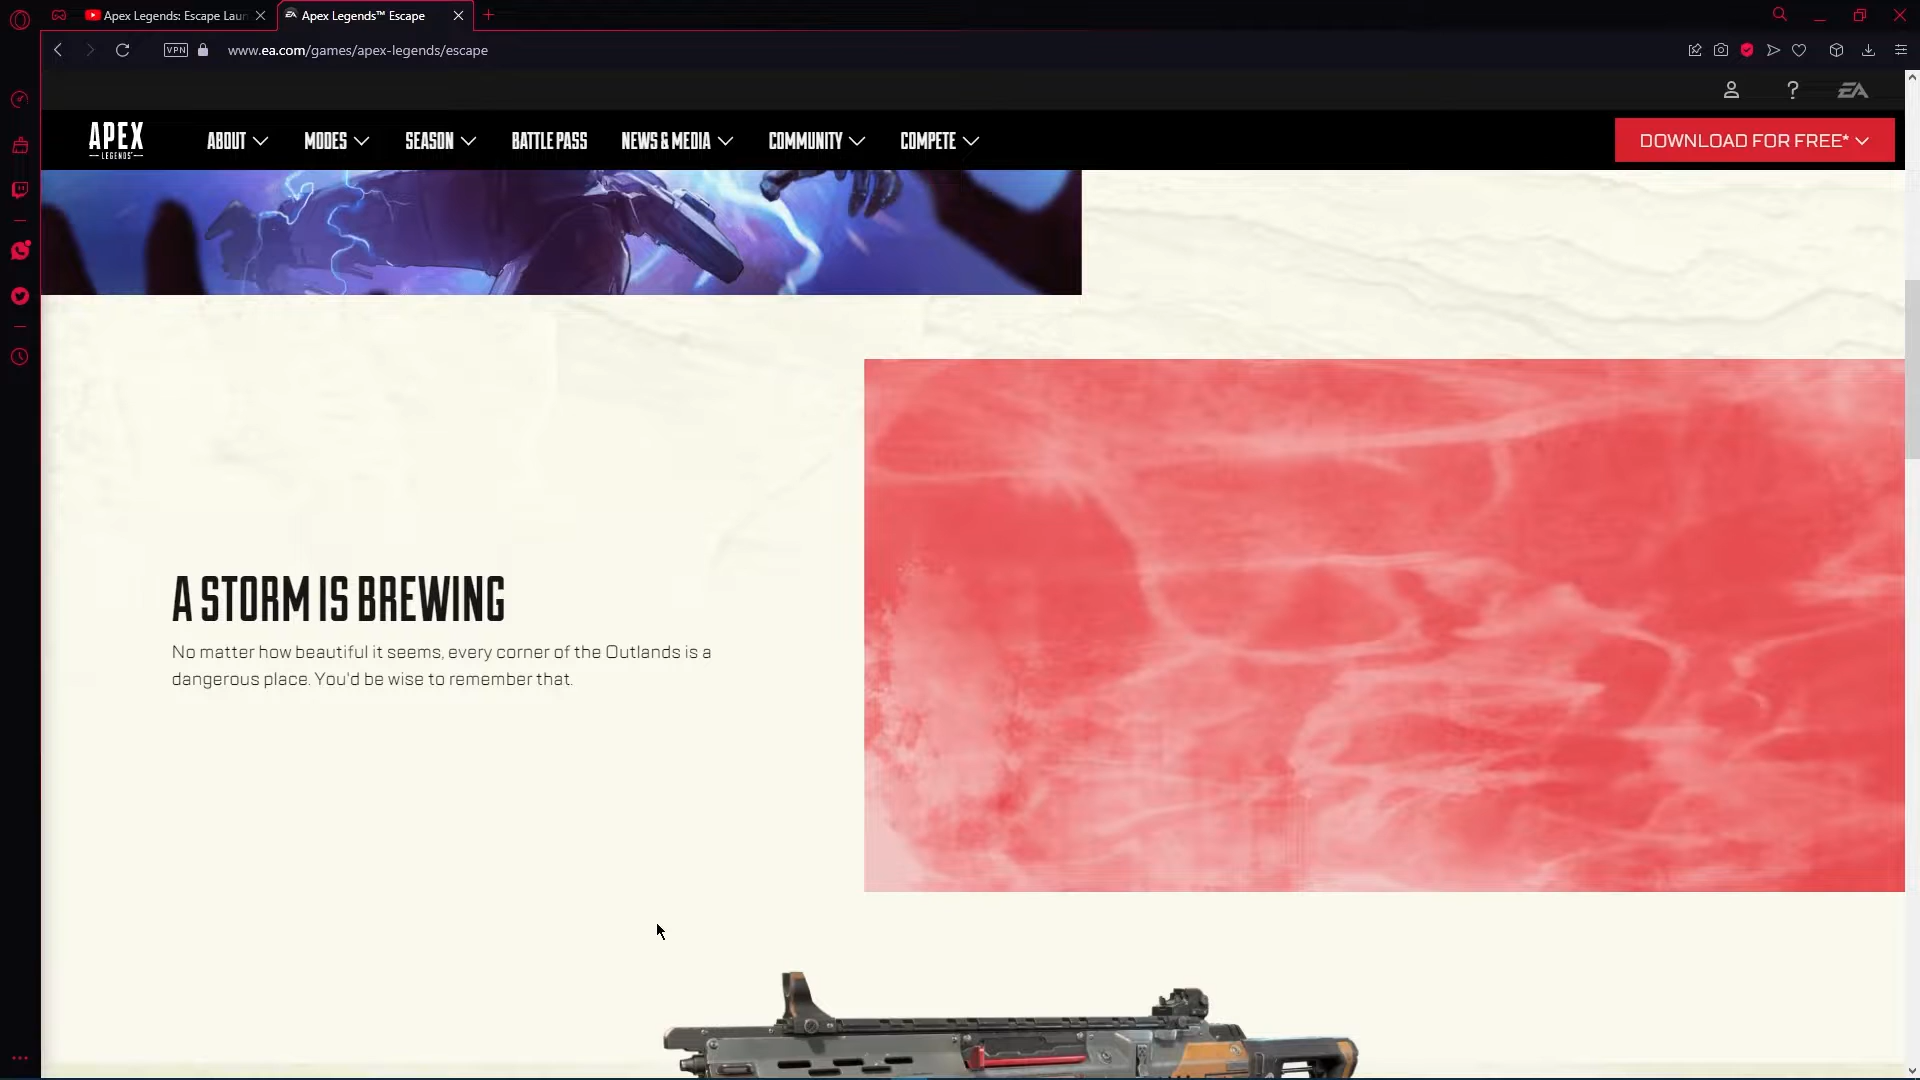 Apex Legends: Escape Laun
Apex Legends™ Escape
VPN
www.ea.com/games/apex-legends/escape
EA
APEX
LEGENDS
ABOUT
MODES
SEASON
BATTLE PASS
NEWS & MEDIA
COMMUNITY
COMPETE
DOWNLOAD FOR FREE*
A STORM IS BREWING
No matter how beautiful it seems, every corner of the Outlands is a
dangerous place. You'd be wise to remember that.